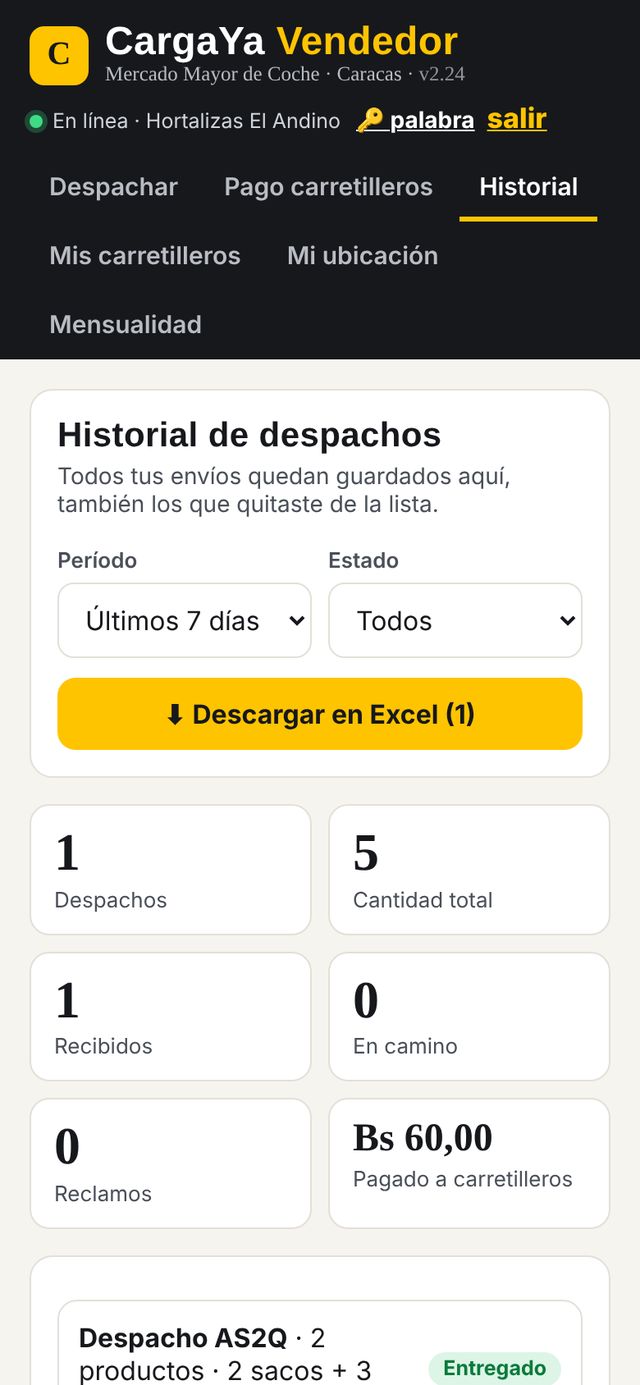 C
CargaYa Vendedor
Mercado Mayor de Coche · Caracas · v2.24
En línea · Hortalizas El Andino 🔑 palabra salir
Despachar Pago carretilleros Historial
Mis carretilleros Mi ubicación
Mensualidad
Historial de despachos
Todos tus envíos quedan guardados aquí,
también los que quitaste de la lista.
Período Estado
Últimos 7 días Todos
⬇ Descargar en Excel (1)
1 5
Despachos Cantidad total
1 0
Recibidos En camino
0 Bs 60,00
Reclamos Pagado a carretilleros
Despacho AS2Q · 2
productos · 2 sacos + 3 Entregado